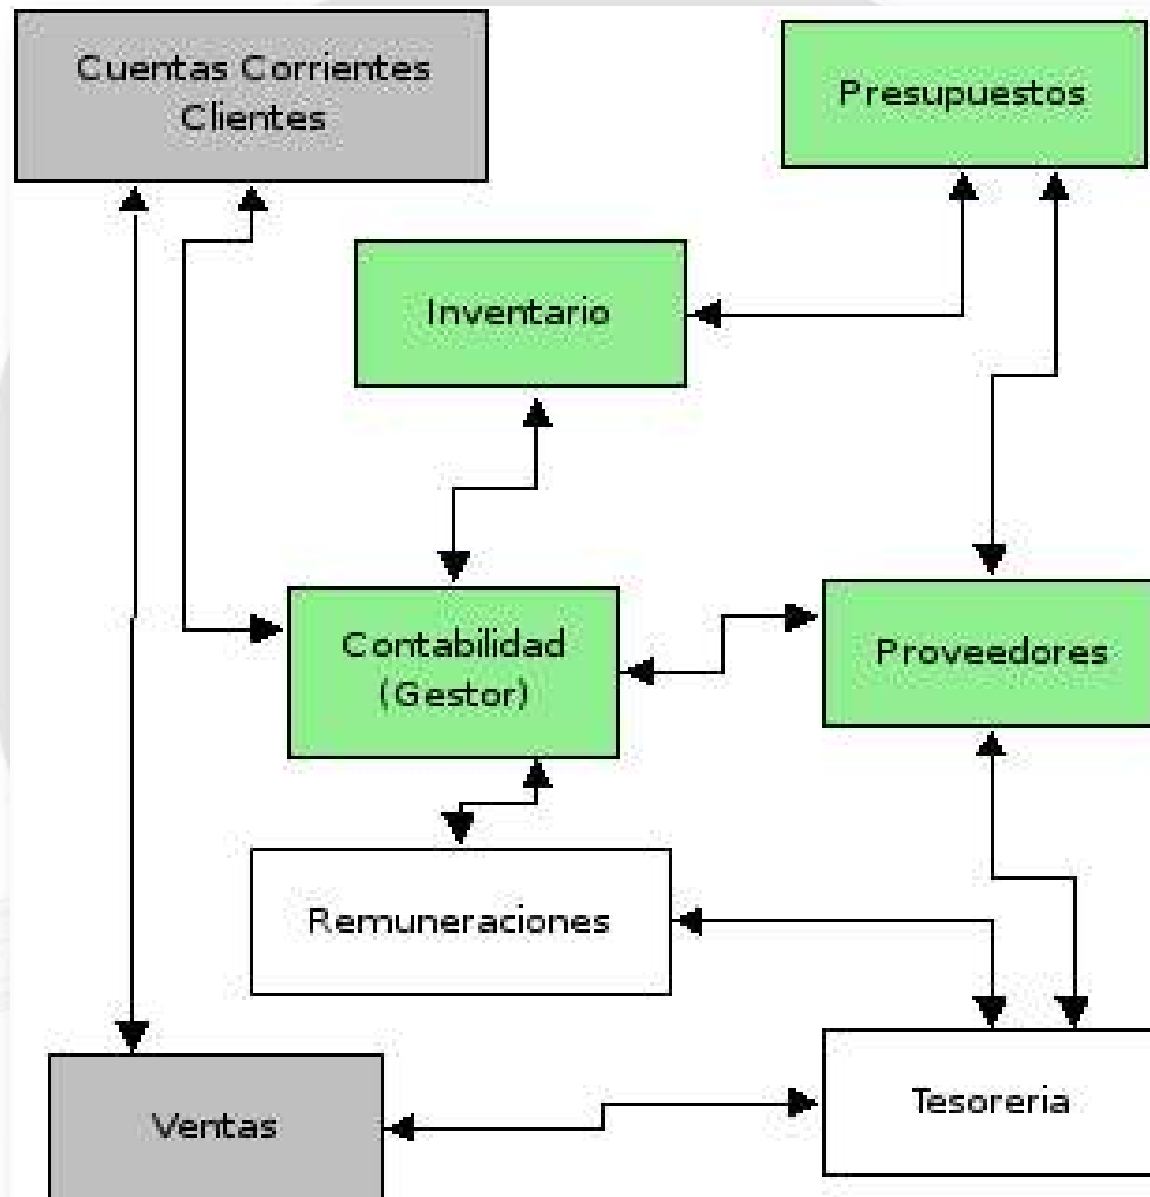 Cuentas Corrientes
Clientes
Presupuestos
Inventario
Contabilidad
(Gestor)
Proveedores
Remuneraciones
Tesoreria
Ventas